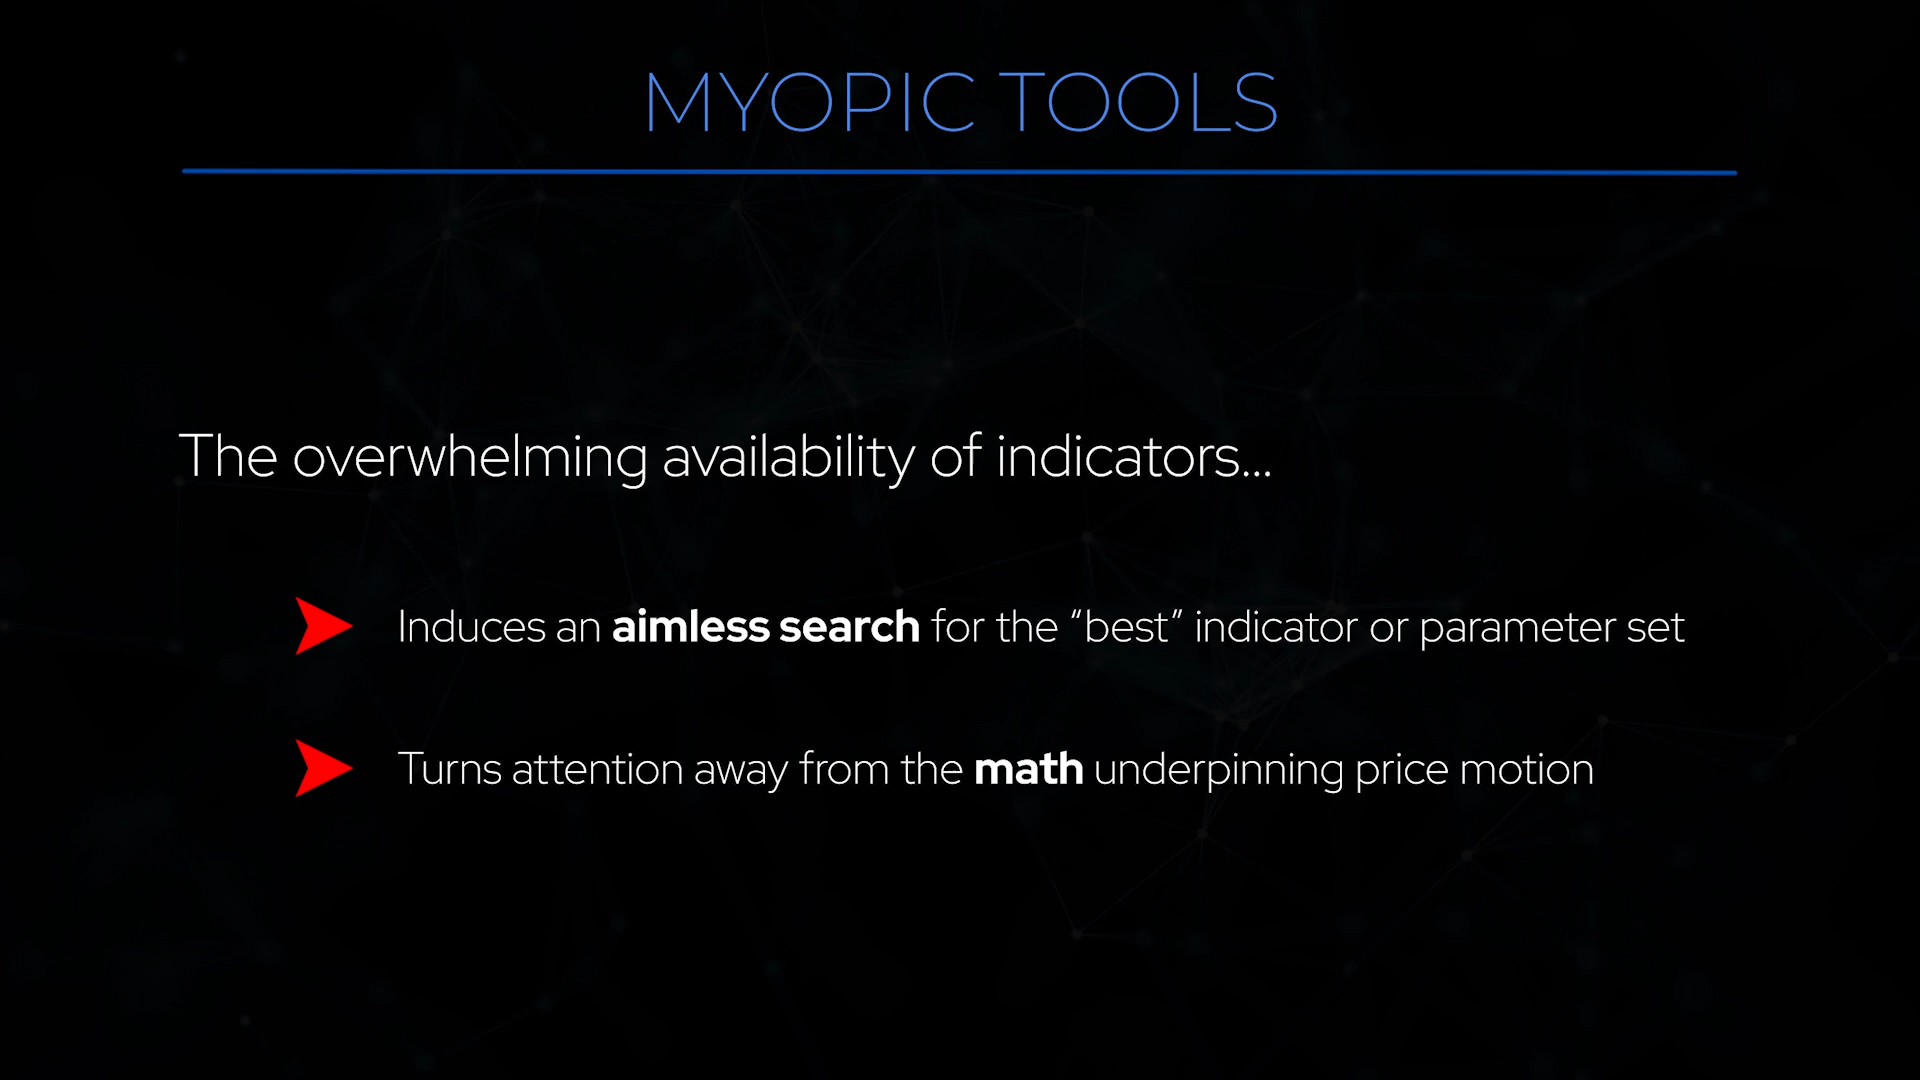 MYOPIC TOOLS
The overwhelming availability of indicators...
Induces an aimless search for the “best” indicator or parameter set
Turns attention away from the math underpinning price motion